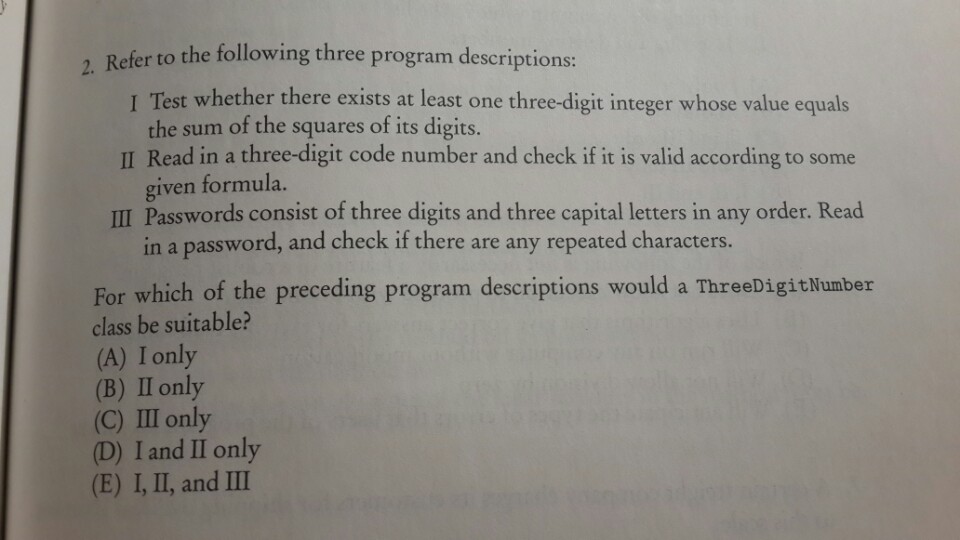 2. Refer to the following three program descriptions:
I Test whether there exists at least one three-digit integer whose value equals
the sum of the squares of its digits.
II Read in a three-digit code number and check if it is valid according to some
given formula.
III Passwords consist of three digits and three capital letters in any order. Read
in a password, and check if there are any repeated characters.
For which of the preceding program descriptions would a ThreeDigitNumber
class be suitable?
(A) I only
(B) II only
(C) III only
(D) I and II only
(E) I, II, and III